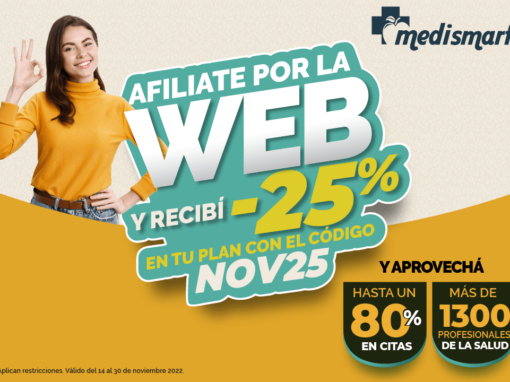 medismart
AFILIATE POR LA
WEB
Y RECIBÍ -25%
EN TU PLAN CON EL CÓDIGO
NOV25
Y APROVECHÁ
HASTA UN
80%
EN CITAS
MÁS DE
1300
PROFESIONALES
DE LA SALUD
aplican restricciones. Válido del 14 al 30 de noviembre 2022.